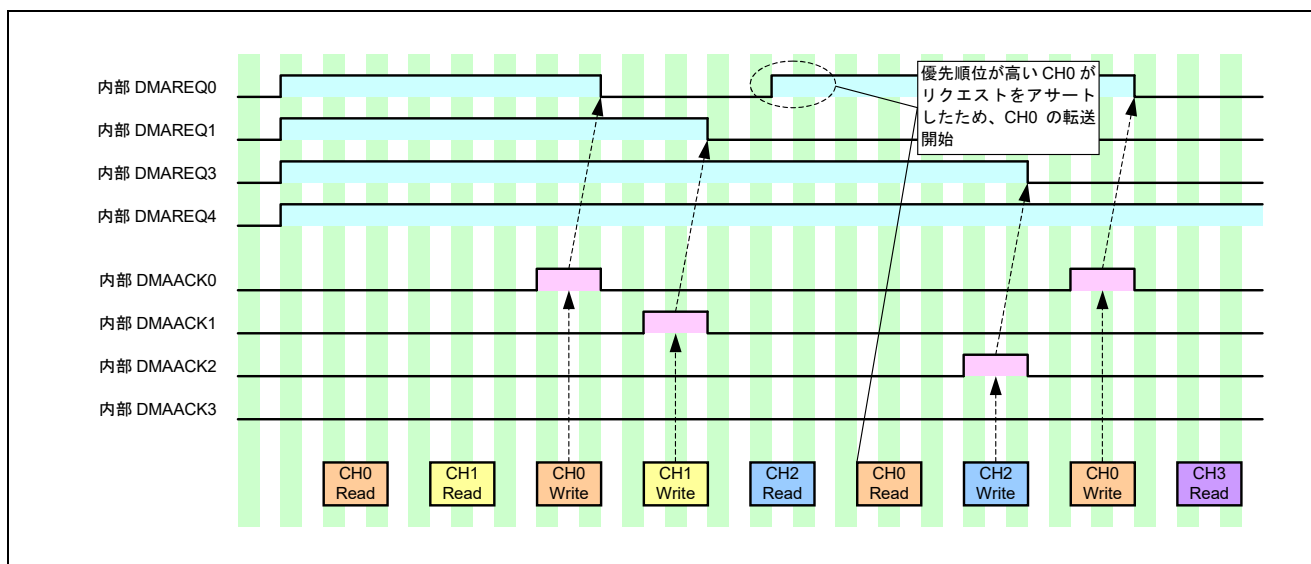 内部 DMAREQ0
優先順位が高い CH0 が
リクエストをアサート
したため、CH0 の転送
開始
内部 DMAREQ1
内部 DMAREQ3
内部 DMAREQ4
内部 DMAACK0
内部 DMAACK1
内部 DMAACK2
内部 DMAACK3
CH0
Read
CH1
Read
CH0
Write
CH1
Write
CH2
Read
CH0
Read
CH2
Write
CH0
Write
CH3
Read